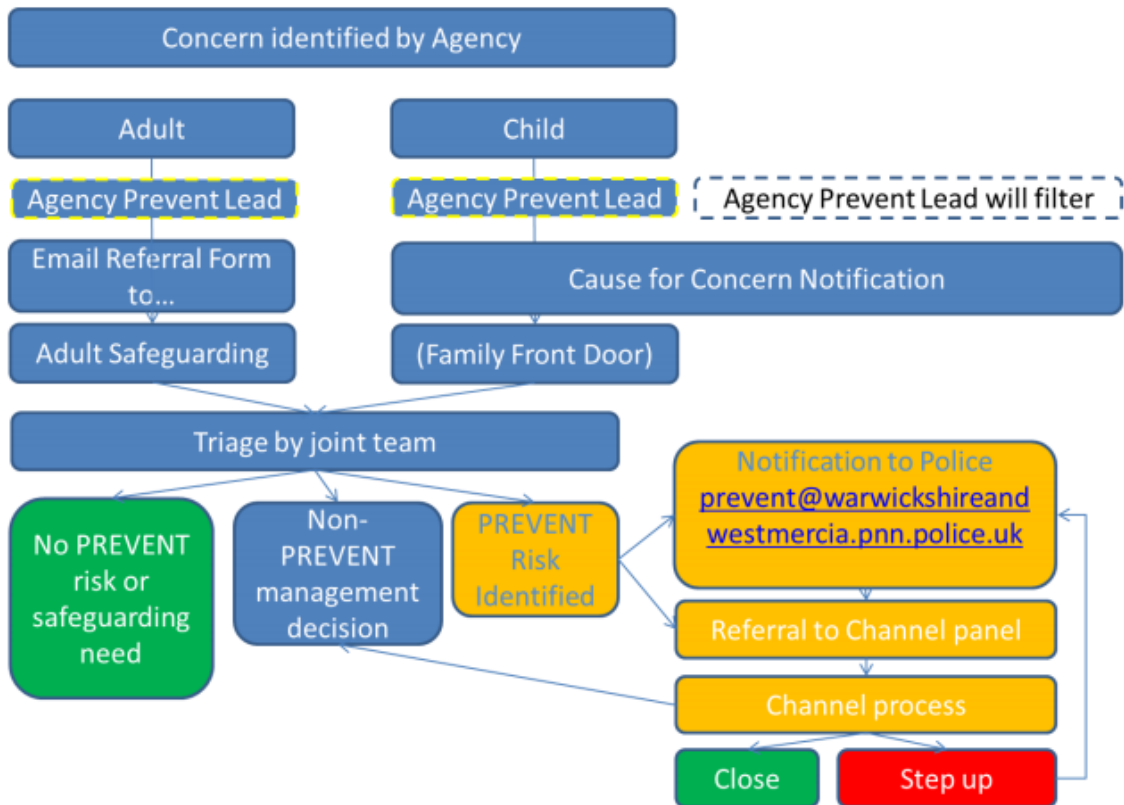 Concern identified by Agency
Adult
Child
Agency Prevent Lead
Agency Prevent Lead
Agency Prevent Lead will filter
Email Referral Form
to...
Cause for Concern Notification
Adult Safeguarding
(Family Front Door)
Triage by joint team
No PREVENT
risk or
safeguarding
need
Non-
PREVENT
management
decision
PREVENT
Risk
Identified
Notification to Police
prevent@warwickshireand
westmercia.pnn.police.uk
Referral to Channel panel
Channel process
Close
Step up